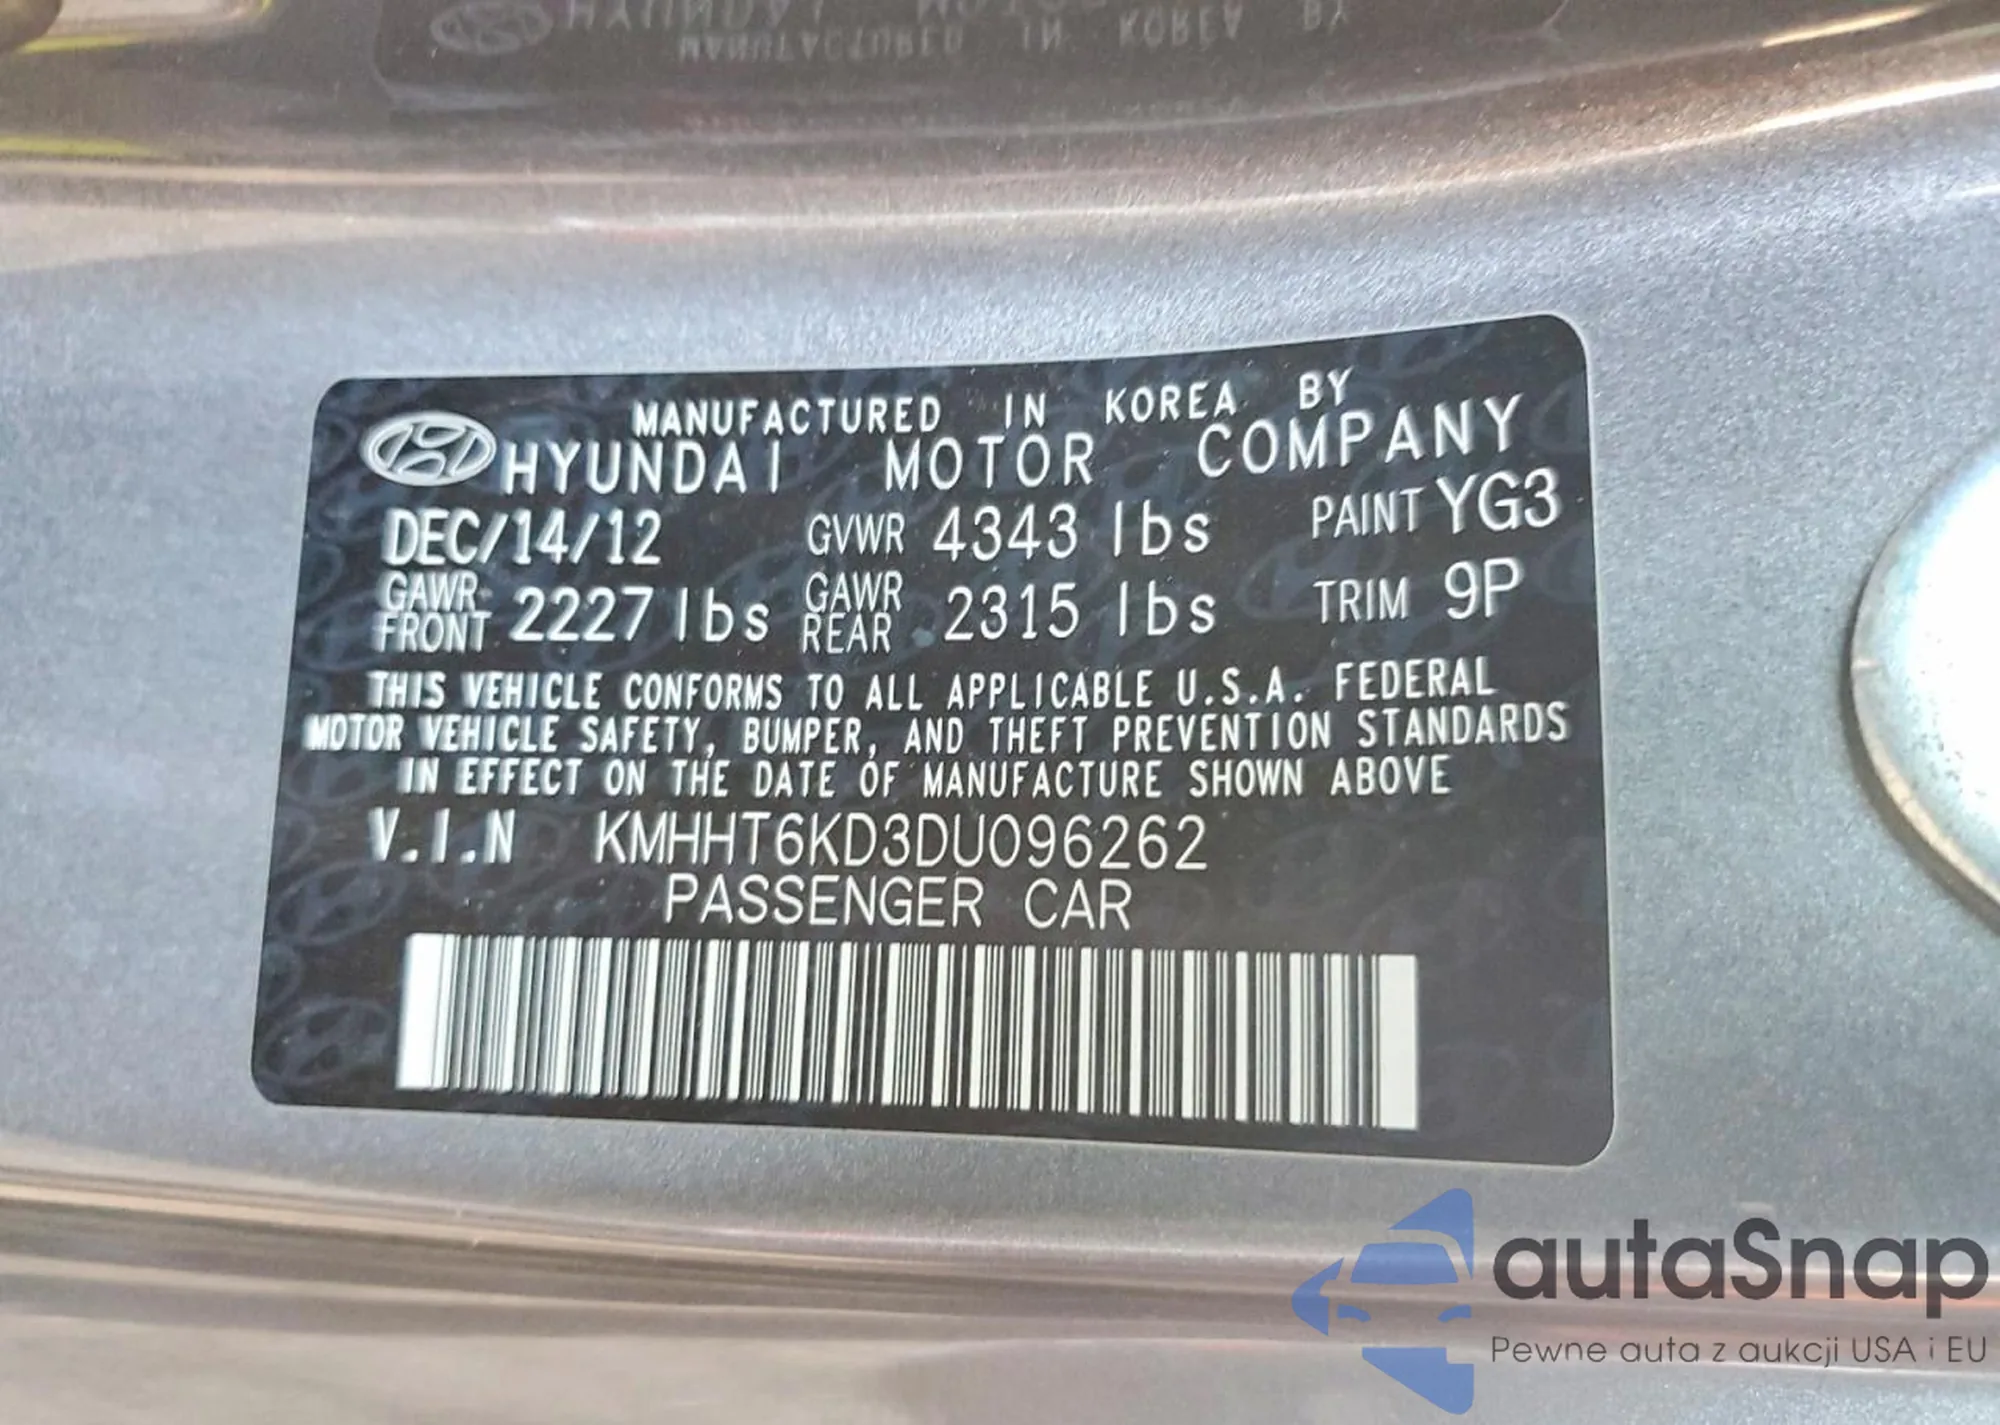 MANUFACTURED IN KOREA BY
HYUNDAI MOTOR COMPANY
DEC/14/12 GVWR 4343 lbs PAINT YG3
GAWR FRONT 2227 lbs GAWR REAR 2315 lbs TRIM 9P
THIS VEHICLE CONFORMS TO ALL APPLICABLE U.S.A. FEDERAL
MOTOR VEHICLE SAFETY, BUMPER, AND THEFT PREVENTION STANDARDS
IN EFFECT ON THE DATE OF MANUFACTURE SHOWN ABOVE
V.I.N KMHHT6KD3DU096262
PASSENGER CAR
autaSnap
Pewne auta z aukcji USA i EU